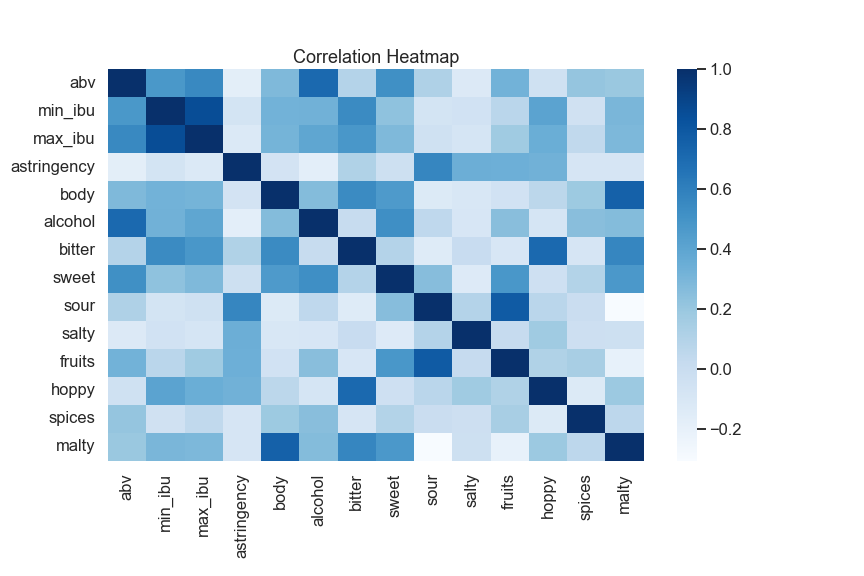 Correlation Heatmap
abv
min_ibu
max_ibu
astringency
body
alcohol
bitter
sweet
sour
salty
fruits
hoppy
spices
malty
abv
min_ibu
max_ibu
astringency
body
alcohol
bitter
sweet
sour
salty
fruits
hoppy
spices
malty
1.0
0.8
0.6
0.4
0.2
0.0
−0.2